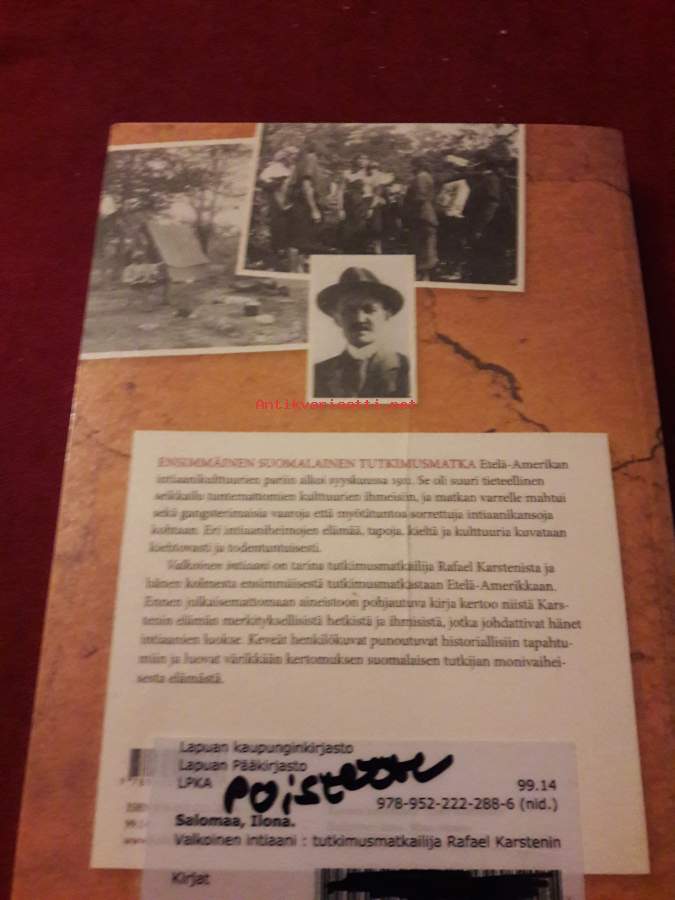 Antikvariaatti.net
ENSIMMÄINEN SUOMALAINEN TUTKIMUSMATKA Etelä-Amerikan
intiaanikulttuurien pariin alkoi syyskuussa 1911. Se oli suuri tieteellinen
seikkailu tuntemattomien kulttuurien ihmeisiin, ja matkan varrelle mahtui
sekä gangsterimaisia vaaroja että myötätuntoa sorrettuja intiaanikansoja
kohtaan. Eri intiaaniheimojen elämää, tapoja, kieltä ja kulttuuria kuvataan
kiehtovasti ja todentuntuisesti.
Valkoinen intiaani on tarina tutkimusmatkailija Rafael Karstenista ja
hänen kolmesta ensimmäisestä tutkimusmatkastaan Etelä-Amerikkaan.
Ennen julkaisemattomaan aineistoon pohjautuva kirja kertoo niistä Kars-
tenin elämän merkityksellisistä hetkistä ja ihmisistä, jotka johdattivat hänet
intiaanien luokse. Keveät henkilökuvat punoutuvat historiallisiin tapahtu-
miin ja luovat värikkään kertomuksen suomalaisen tutkijan monivaihei-
sesta elämästä.
Lapuan kaupunginkirjasto
Lapuan Pääkirjasto
LPKA
99.14
poistettu
978-952-222-288-6 (nid.)
Salomaa, Ilona.
Valkoinen intiaani : tutkimusmatkailija Rafael Karstenin
Kirjat